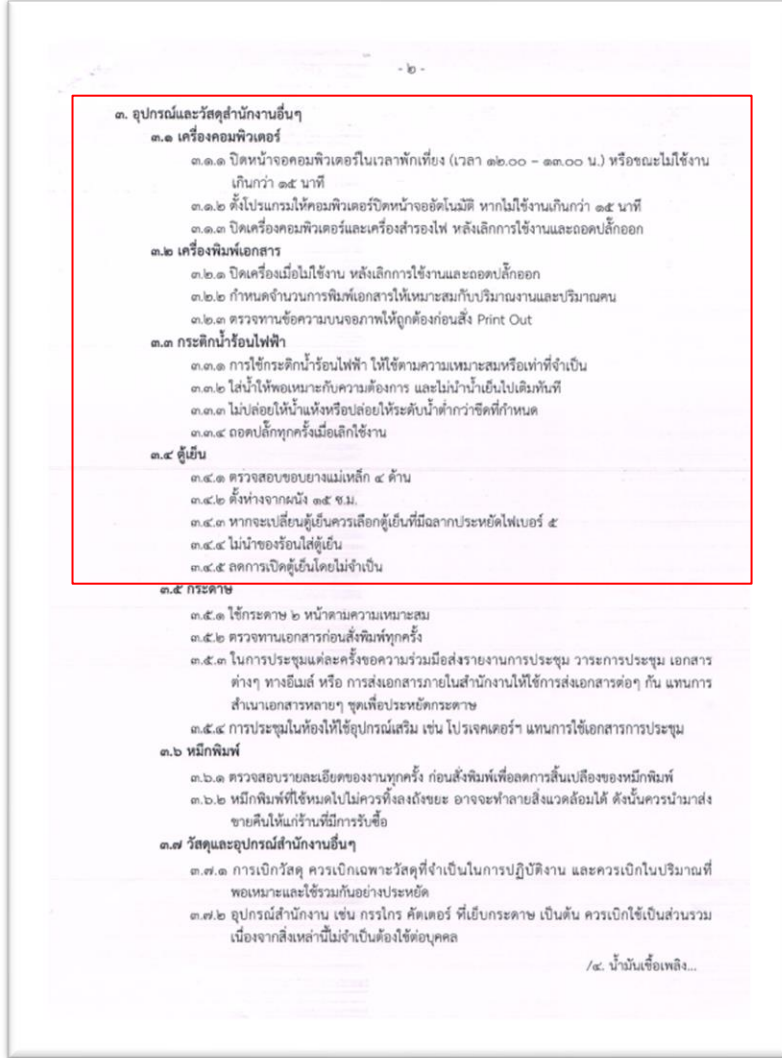 - ๒ -
๓. อุปกรณ์และวัสดุสำนักงานอื่นๆ
๓.๑ เครื่องคอมพิวเตอร์
๓.๑.๑ ปิดหน้าจอคอมพิวเตอร์ในเวลาพักเที่ยง (เวลา ๑๒.๐๐ – ๑๓.๐๐ น.) หรือขณะไม่ใช้งาน
เกินกว่า ๑๕ นาที
๓.๑.๒ ตั้งโปรแกรมให้คอมพิวเตอร์ปิดหน้าจออัตโนมัติ หากไม่ใช้งานเกินกว่า ๑๕ นาที
๓.๑.๓ ปิดเครื่องคอมพิวเตอร์และเครื่องสำรองไฟ หลังเลิกการใช้งานและถอดปลั๊กออก
๓.๒ เครื่องพิมพ์เอกสาร
๓.๒.๑ ปิดเครื่องเมื่อไม่ใช้งาน หลังเลิกการใช้งานและถอดปลั๊กออก
๓.๒.๒ กำหนดจำนวนการพิมพ์เอกสารให้เหมาะสมกับปริมาณงานและปริมาณคน
๓.๒.๓ ตรวจทานข้อความบนจอภาพให้ถูกต้องก่อนสั่ง Print Out
๓.๓ กระติกน้ำร้อนไฟฟ้า
๓.๓.๑ การใช้กระติกน้ำร้อนไฟฟ้า ให้ใช้ตามความเหมาะสมหรือเท่าที่จำเป็น
๓.๓.๒ ใส่น้ำให้พอเหมาะกับความต้องการ และไม่นำน้ำเย็นไปเติมทันที
๓.๓.๓ ไม่ปล่อยให้น้ำแห้งหรือปล่อยให้ระดับน้ำต่ำกว่าขีดที่กำหนด
๓.๓.๔ ถอดปลั๊กทุกครั้งเมื่อเลิกใช้งาน
๓.๔ ตู้เย็น
๓.๔.๑ ตรวจสอบขอบยางแม่เหล็ก ๔ ด้าน
๓.๔.๒ ตั้งห่างจากผนัง ๑๕ ซ.ม.
๓.๔.๓ หากจะเปลี่ยนตู้เย็นควรเลือกตู้เย็นที่มีฉลากประหยัดไฟเบอร์ ๕
๓.๔.๔ ไม่นำของร้อนใส่ตู้เย็น
๓.๔.๕ ลดการเปิดตู้เย็นโดยไม่จำเป็น
๓.๕ กระดาษ
๓.๕.๑ ใช้กระดาษ ๒ หน้าตามความเหมาะสม
๓.๕.๒ ตรวจทานเอกสารก่อนสั่งพิมพ์ทุกครั้ง
๓.๕.๓ ในการประชุมแต่ละครั้งขอความร่วมมือส่งรายงานการประชุม วาระการประชุม เอกสาร
ต่างๆ ทางอีเมล์ หรือ การส่งเอกสารภายในสำนักงานให้ใช้การส่งเอกสารต่อๆ กัน แทนการ
สำเนาเอกสารหลายๆ ชุดเพื่อประหยัดกระดาษ
๓.๕.๔ การประชุมในห้องให้ใช้อุปกรณ์เสริม เช่น โปรเจคเตอร์ฯ แทนการใช้เอกสารการประชุม
๓.๖ หมึกพิมพ์
๓.๖.๑ ตรวจสอบรายละเอียดของงานทุกครั้ง ก่อนสั่งพิมพ์เพื่อลดการสิ้นเปลืองของหมึกพิมพ์
๓.๖.๒ หมึกพิมพ์ที่ใช้หมดไปไม่ควรทิ้งลงถังขยะ อาจจะทำลายสิ่งแวดล้อมได้ ดังนั้นควรนำมาส่ง
ขายคืนให้แก่ร้านที่มีการรับซื้อ
๓.๗ วัสดุและอุปกรณ์สำนักงานอื่นๆ
๓.๗.๑ การเบิกวัสดุ ควรเบิกเฉพาะวัสดุที่จำเป็นในการปฏิบัติงาน และควรเบิกในปริมาณที่
พอเหมาะและใช้รวมกันอย่างประหยัด
๓.๗.๒ อุปกรณ์สำนักงาน เช่น กรรไกร คัตเตอร์ ที่เย็บกระดาษ เป็นต้น ควรเบิกใช้เป็นส่วนรวม
เนื่องจากสิ่งเหล่านี้ไม่จำเป็นต้องใช้ต่อบุคคล
/๔. น้ำมันเชื้อเพลิง...